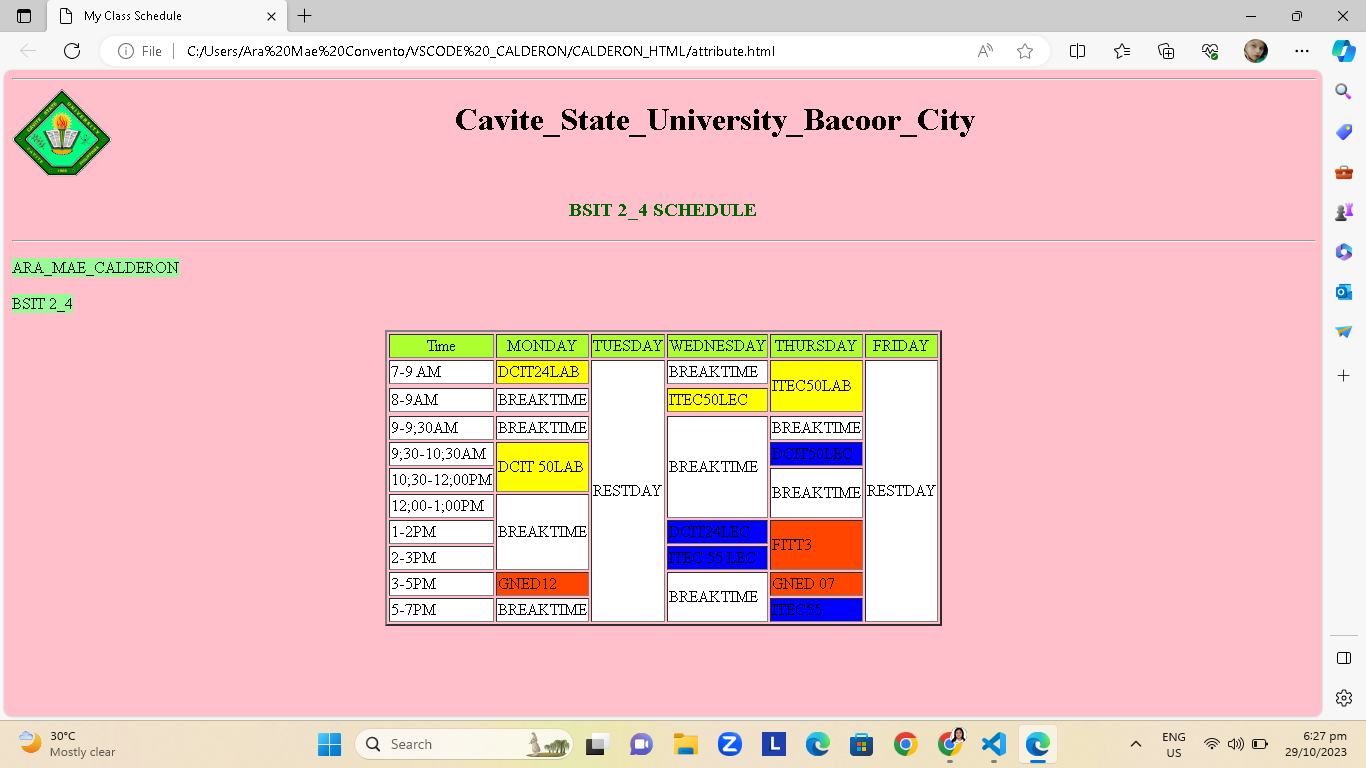 My Class Schedule
File
C:/Users/Ara%20Mae%20Convento/VSCODE%20_CALDERON/CALDERON_HTML/attribute.html
Cavite_State_University_Bacoor_City
BSIT 2_4 SCHEDULE
ARA_MAE_CALDERON
BSIT 2_4
Time MONDAY TUESDAY WEDNESDAY THURSDAY FRIDAY
7-9 AM DCIT24LAB RESTDAY BREAKTIME ITEC50LAB RESTDAY
8-9AM BREAKTIME ITEC50LEC
9-9;30AM BREAKTIME BREAKTIME BREAKTIME
9;30-10;30AM DCIT 50LAB DCIT50LEC
10;30-12;00PM BREAKTIME
12;00-1;00PM BREAKTIME
1-2PM DCIT24LEC FITT3
2-3PM ITEC 55 LEC
3-5PM GNED12 BREAKTIME GNED 07
5-7PM BREAKTIME ITEC55
30°C
Mostly clear
Search
ENG
US
6:27 pm
29/10/2023